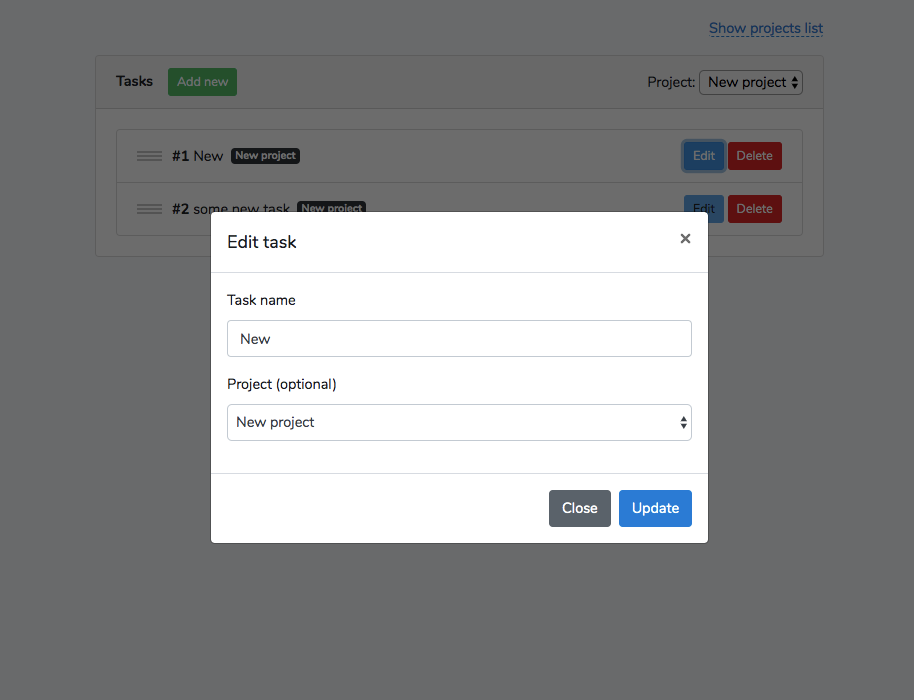 Show projects list
Tasks Add new Project: New project
#1 New New project Edit Delete
#2 some new task New project Edit Delete
Edit task ×
Task name
New
Project (optional)
New project
Close Update